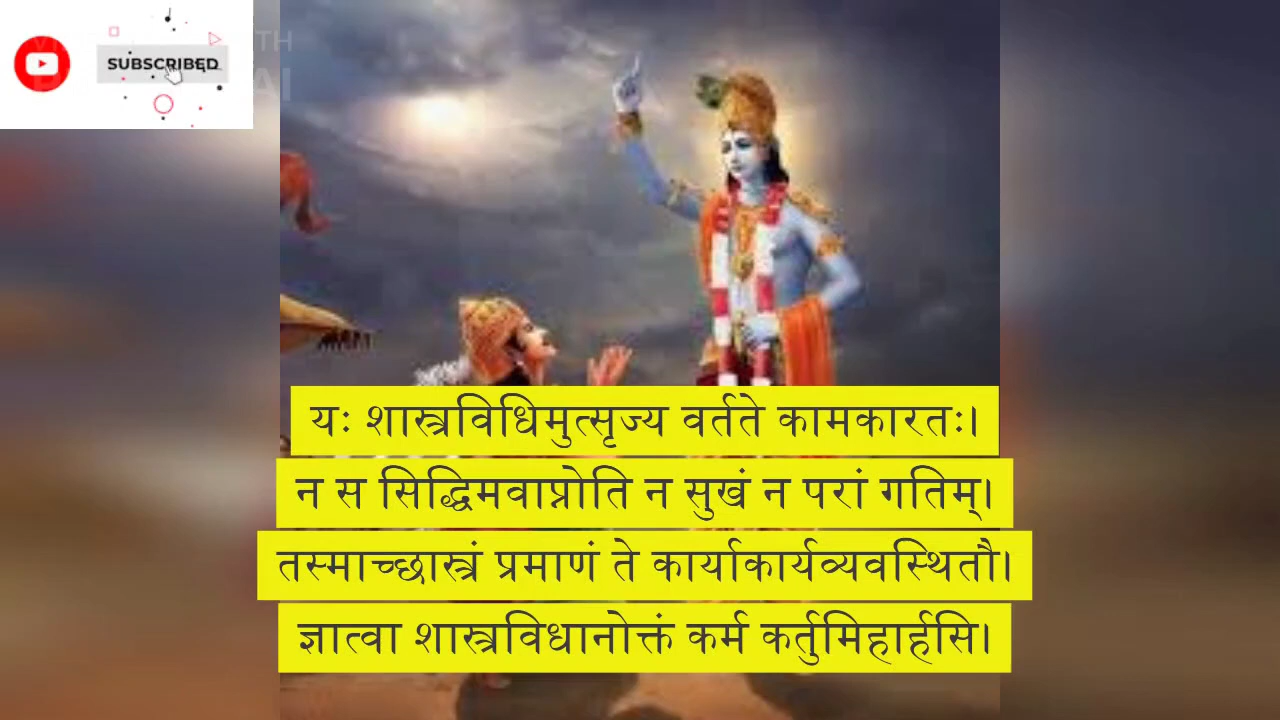 SUBSCRIBED
यः शास्त्रविधिमुत्सृज्य वर्तते कामकारतः।
न स सिद्धिमवाप्नोति न सुखं न परां गतिम्।
तस्माच्छास्त्रं प्रमाणं ते कार्याकार्यव्यवस्थितौ।
ज्ञात्वा शास्त्रविधानोक्तं कर्म कर्तुमिहार्हसि।